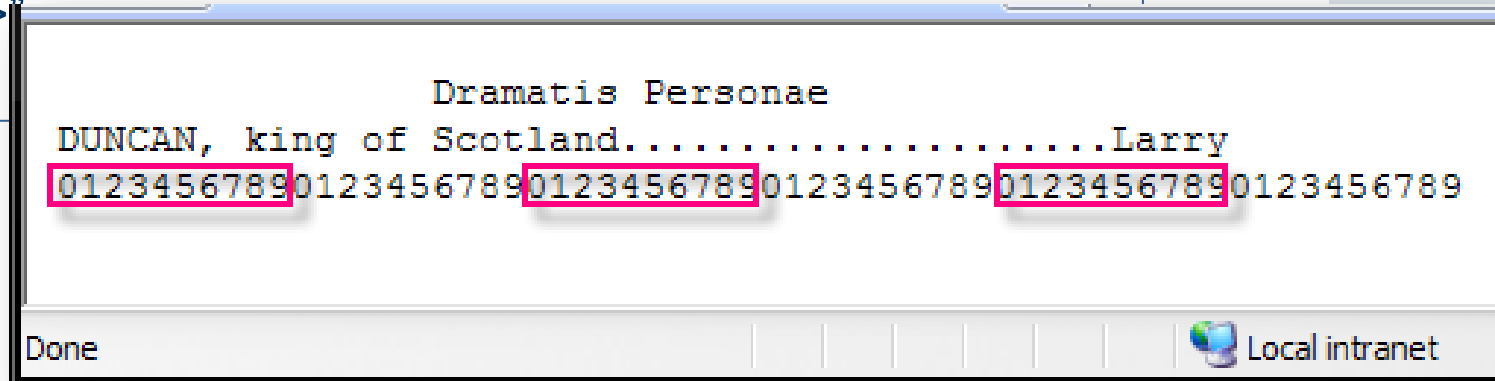 Dramatis Personae
DUNCAN, king of Scotland.....................Larry
012345678901234567890123456789012345678901234567890123456789
Done
Local intranet